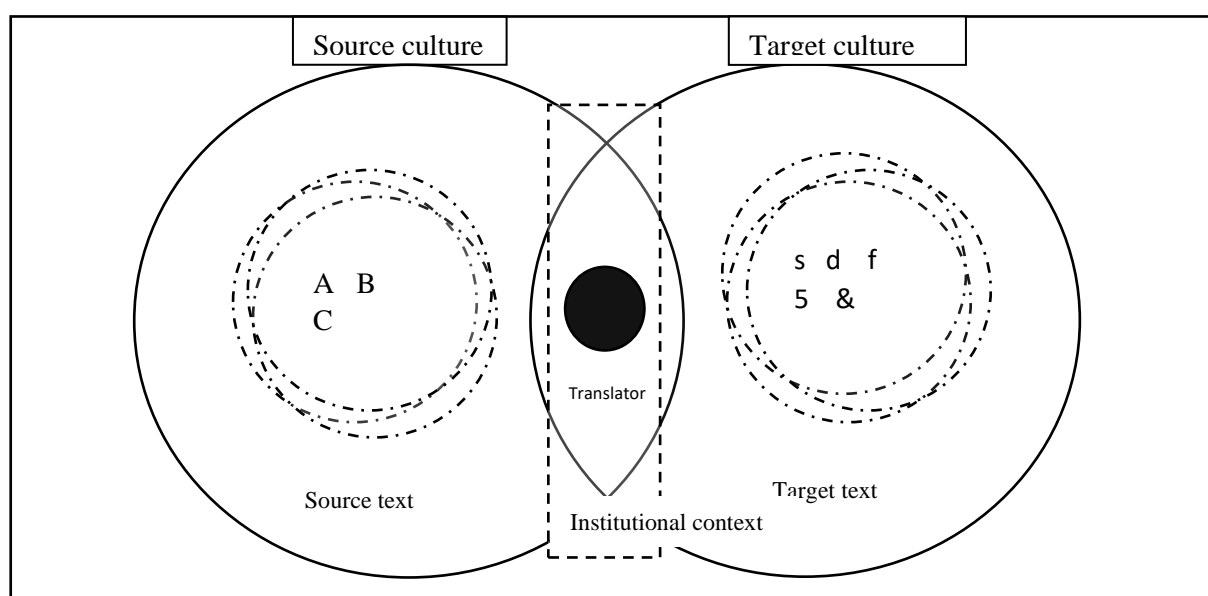 Source culture
Target culture
A B
C
s d f
5 &
Translator
Source text
Target text
Institutional context